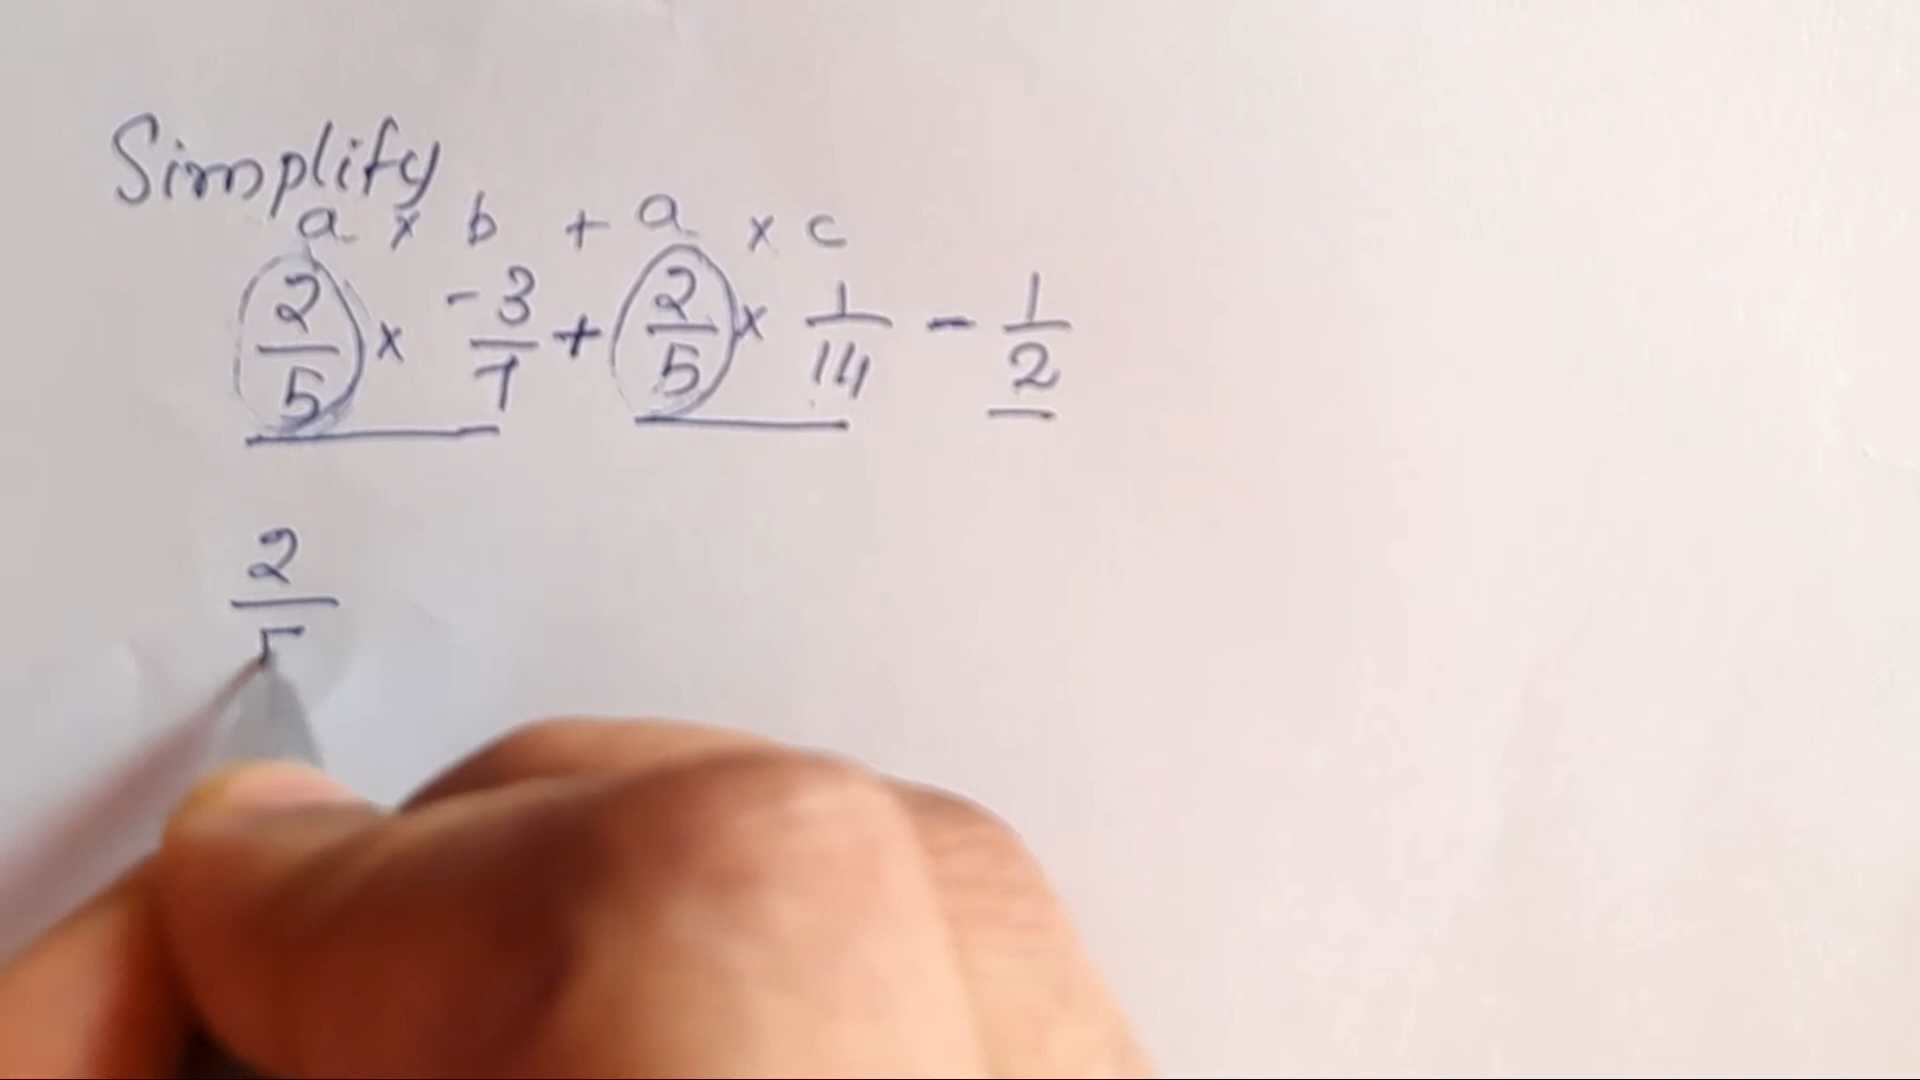 Simplify
a × b + a × c
2/5 × -3/7 + 2/5 × 1/14 - 1/2
2/5